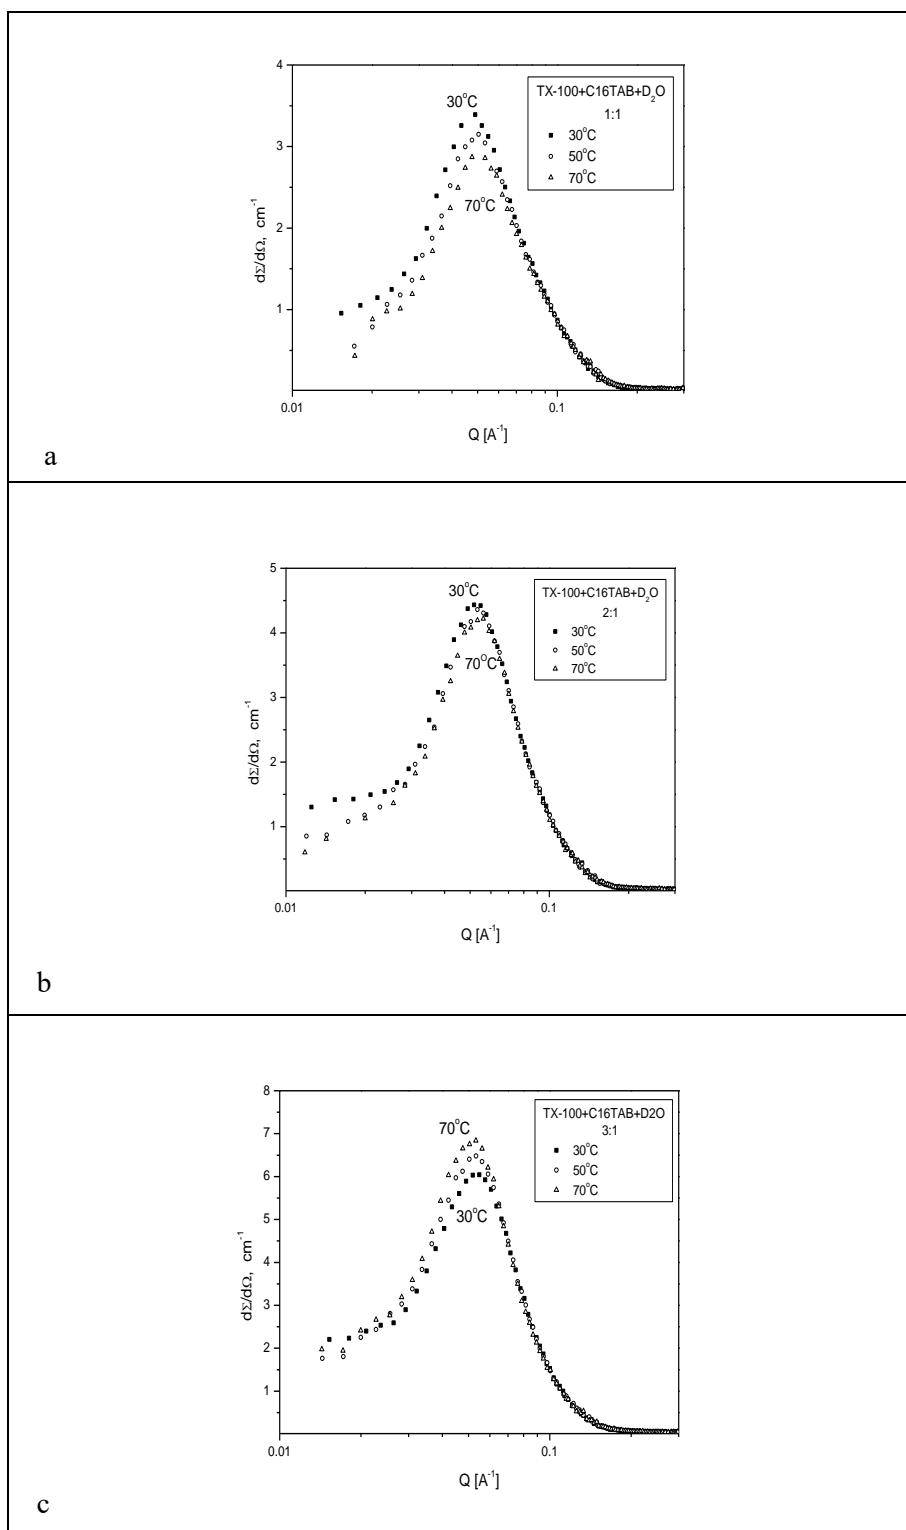 4
3
2
1
0.01
0.1
dΣ/dΩ, cm⁻¹
Q [A⁻¹]
30°C
70°C
TX-100+C16TAB+D₂O
1:1
30°C
50°C
70°C
a
5
4
3
2
1
0.01
0.1
dΣ/dΩ, cm⁻¹
Q [A⁻¹]
30°C
70°C
TX-100+C16TAB+D₂O
2:1
30°C
50°C
70°C
b
8
7
6
5
4
3
2
1
0.01
0.1
dΣ/dΩ, cm⁻¹
Q [A⁻¹]
70°C
30°C
TX-100+C16TAB+D2O
3:1
30°C
50°C
70°C
c